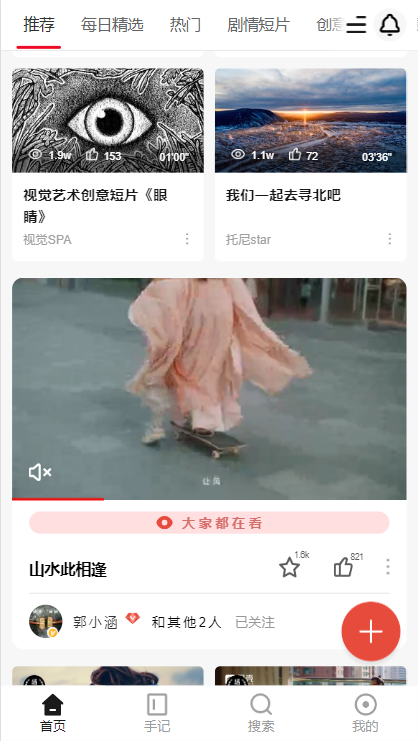 推荐 每日精选 热门 剧情短片 创意
1.9w 153 01'00"
1.1w 72 03'36"
视觉艺术创意短片《眼
睛》
视觉SPA
我们一起去寻北吧
托尼star
让 风
大家都在看
山水此相逢
1.6k 821
郭小涵 和其他2人 已关注
首页 手记 搜索 我的